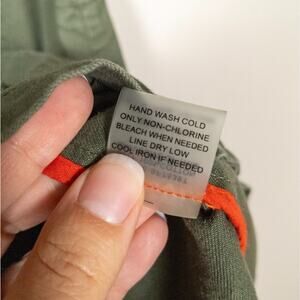 HAND WASH COLD
ONLY NON-CHLORINE
BLEACH WHEN NEEDED
LINE DRY LOW
COOL IRON IF NEEDED